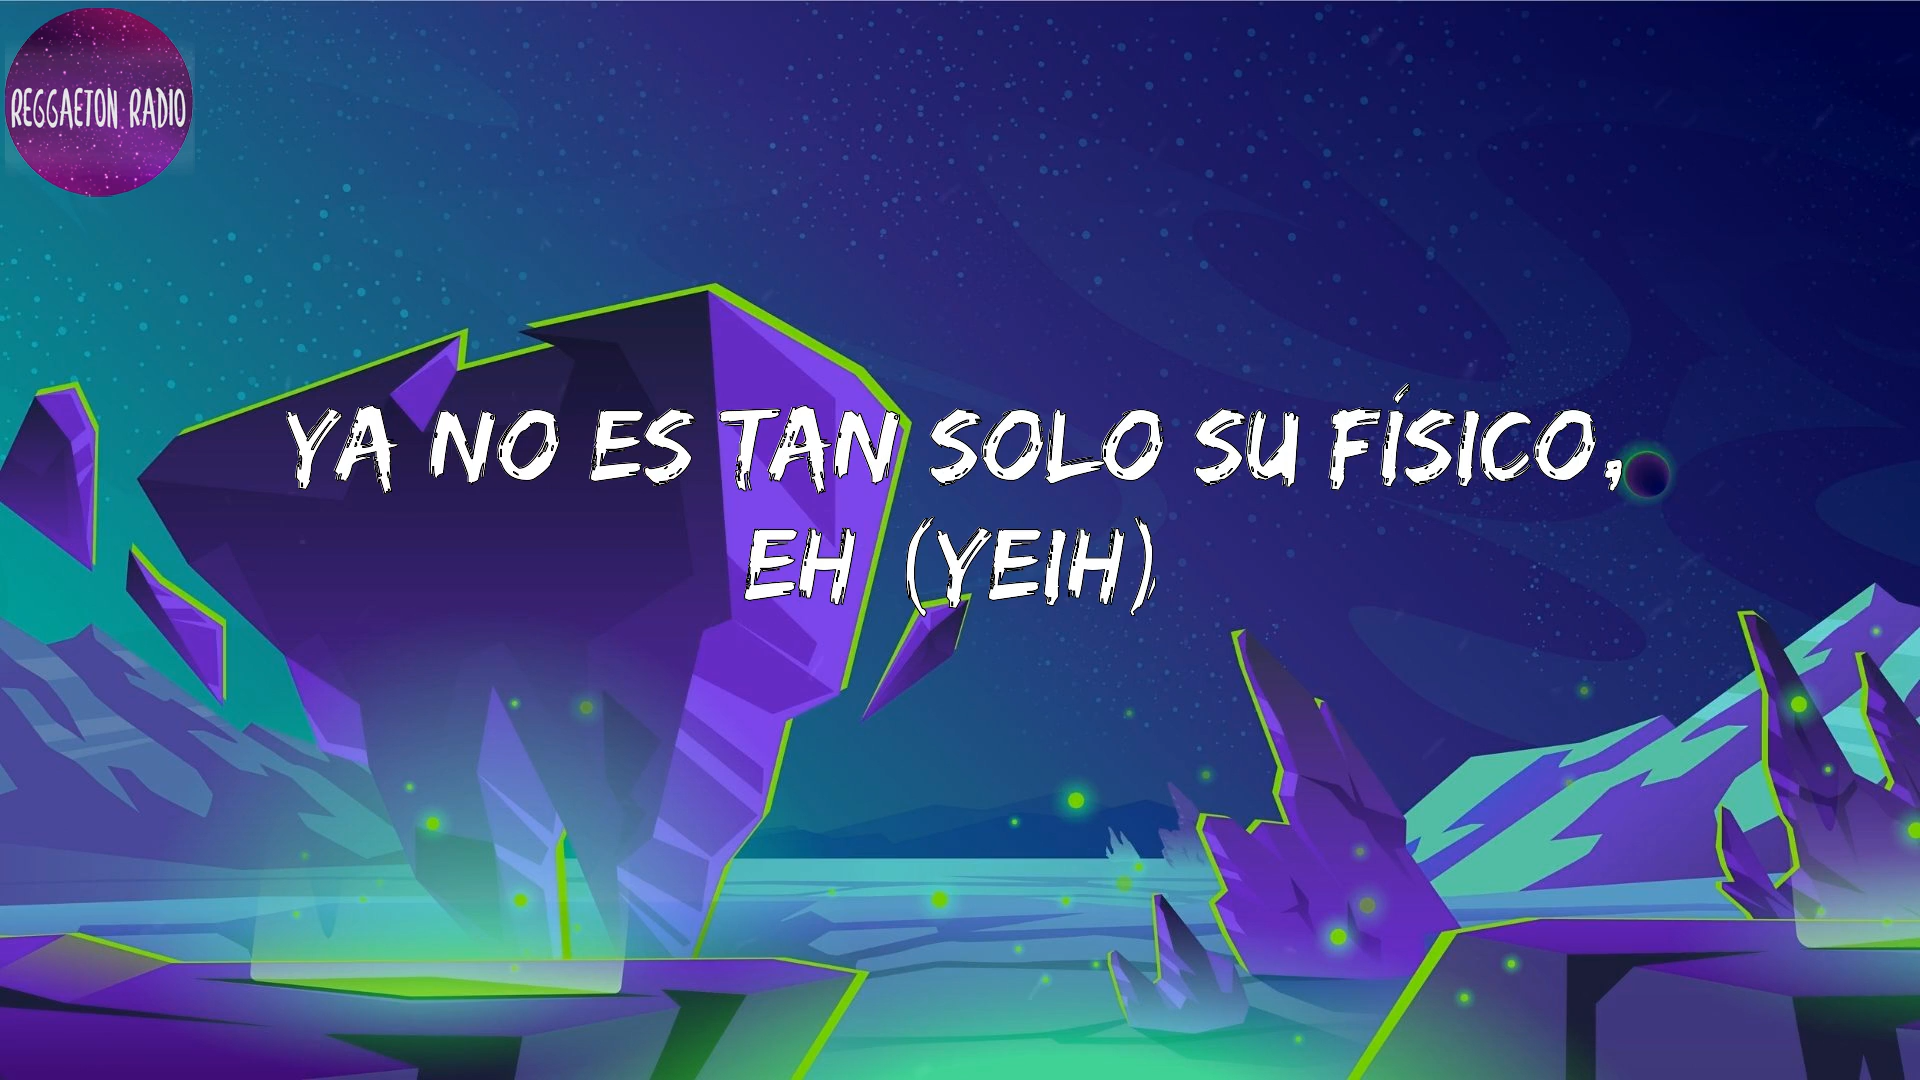 REGGAETON RADIO
YA NO ES TAN SOLO SU FÍSICO,
EH (YEIH)